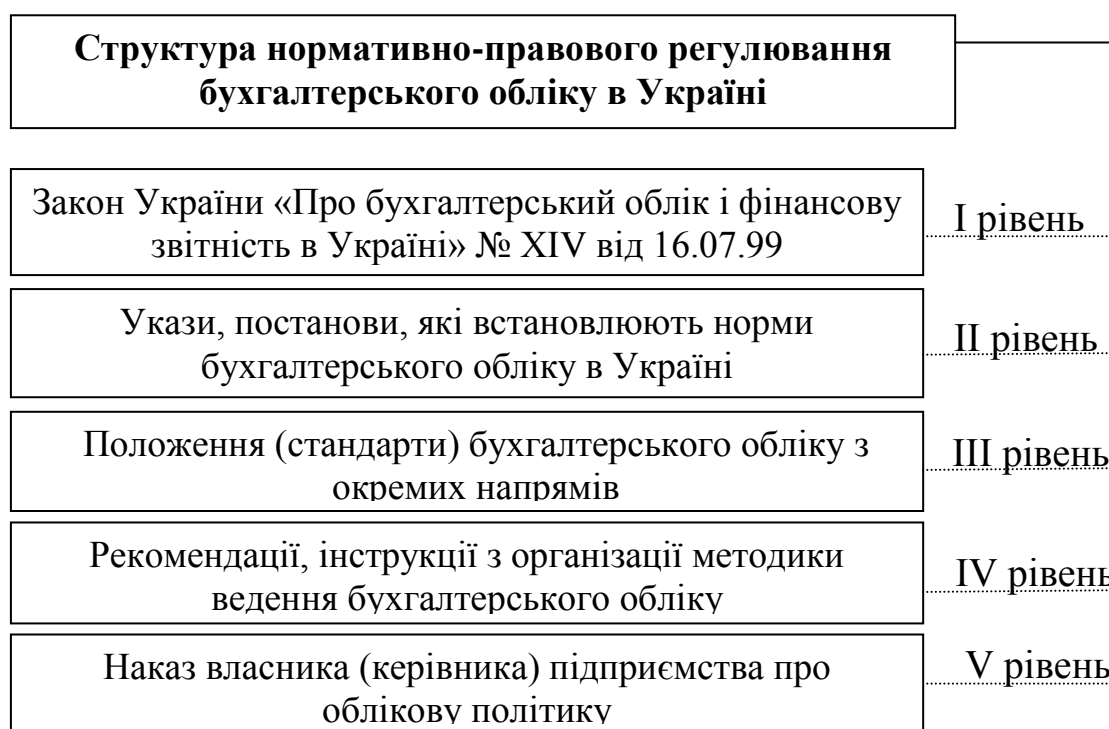 Структура нормативно-правового регулювання
бухгалтерського обліку в Україні
Закон України «Про бухгалтерський облік і фінансову
звітність в Україні» № XIV від 16.07.99
I рівень
Укази, постанови, які встановлюють норми
бухгалтерського обліку в Україні
II рівень
Положення (стандарти) бухгалтерського обліку з
окремих напрямів
III рівень
Рекомендації, інструкції з організації методики
ведення бухгалтерського обліку
IV рівень
Наказ власника (керівника) підприємства про
облікову політику
V рівень